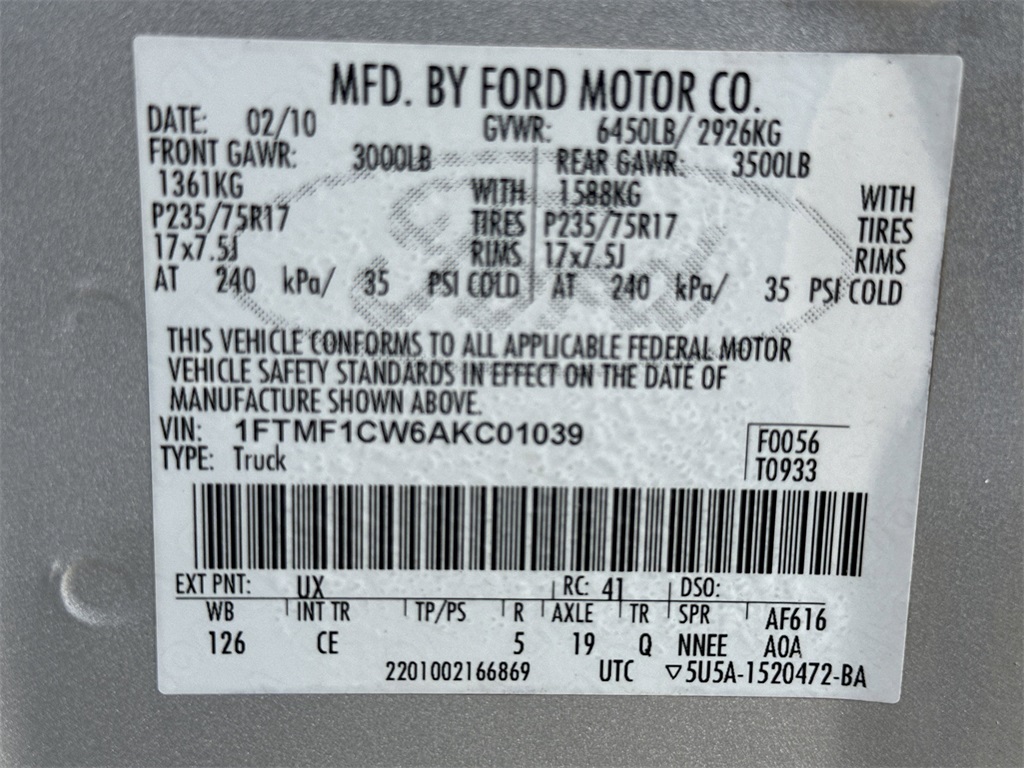 MFD. BY FORD MOTOR CO.
DATE: 02/10 GVWR: 6450LB/ 2926KG
FRONT GAWR: 3000LB REAR GAWR: 3500LB
1361KG WITH 1588KG WITH
P235/75R17 TIRES P235/75R17 TIRES
17x7.5J RIMS 17x7.5J RIMS
AT 240 kPa/ 35 PSI COLD AT 240 kPa/ 35 PSI COLD
THIS VEHICLE CONFORMS TO ALL APPLICABLE FEDERAL MOTOR
VEHICLE SAFETY STANDARDS IN EFFECT ON THE DATE OF
MANUFACTURE SHOWN ABOVE.
VIN: 1FTMF1CW6AKC01039 F0056
TYPE: Truck T0933
EXT PNT: UX RC: 41 DSO:
WB INT TR TP/PS R AXLE TR SPR AF616
126 CE 5 19 Q NNEE AOA
2201002166869 UTC ▽5U5A-1520472-BA